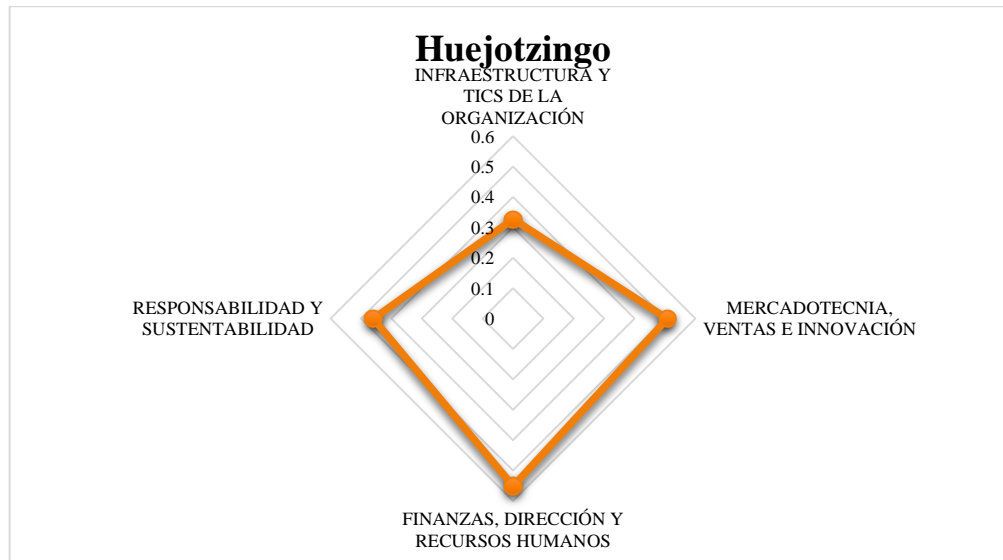 Huejotzingo
INFRAESTRUCTURA Y
TICS DE LA
ORGANIZACIÓN
0.6
0.5
0.4
0.3
0.2
0.1
0
RESPONSABILIDAD Y
SUSTENTABILIDAD
MERCADOTECNIA,
VENTAS E INNOVACIÓN
FINANZAS, DIRECCIÓN Y
RECURSOS HUMANOS